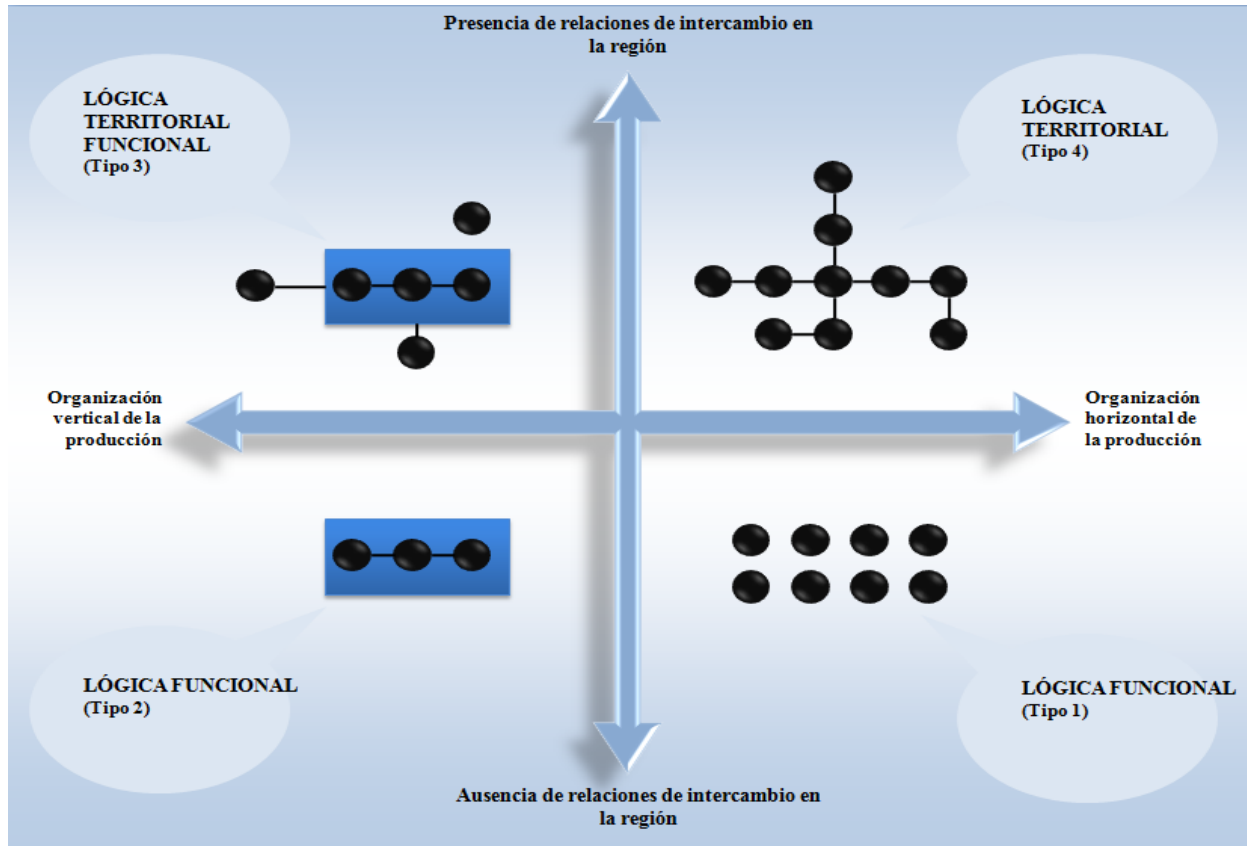 Presencia de relaciones de intercambio en
la región
LÓGICA
TERRITORIAL
FUNCIONAL
(Tipo 3)
LÓGICA
TERRITORIAL
(Tipo 4)
Organización
vertical de la
producción
Organización
horizontal de
la producción
LÓGICA FUNCIONAL
(Tipo 2)
LÓGICA FUNCIONAL
(Tipo 1)
Ausencia de relaciones de intercambio en
la región